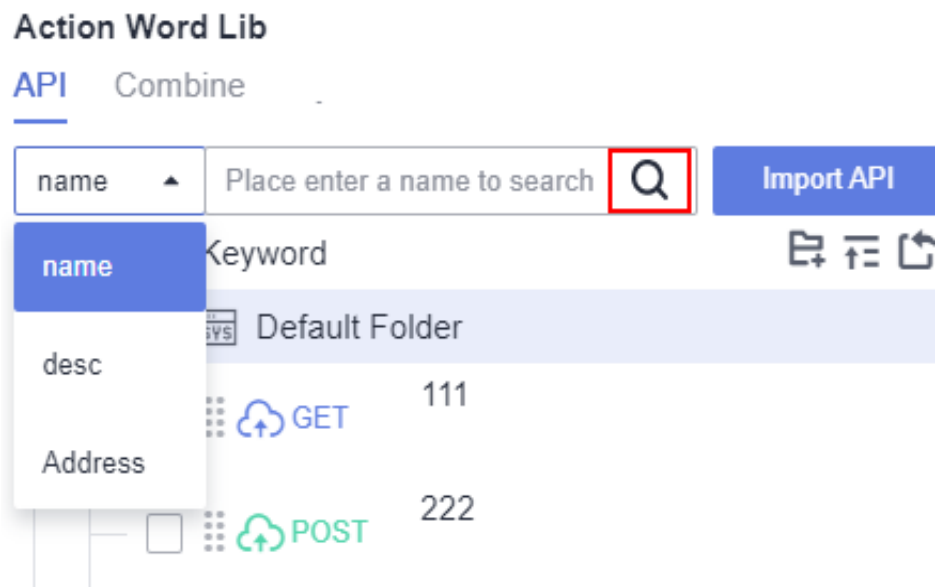 Action Word Lib
API Combine
name Place enter a name to search Import API
name Keyword
SYS Default Folder
desc
GET 111
Address
POST 222